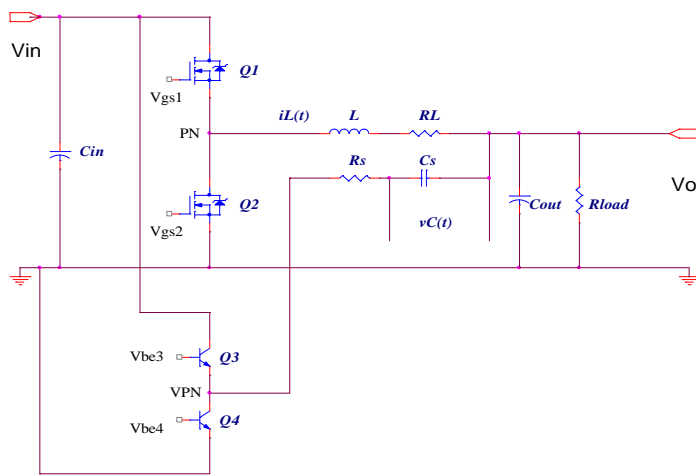 Vin
Q1
Vgs1
iL(t) L RL
PN
Cin
Rs Cs
Vo
Q2
Cout Rload
Vgs2
vC(t)
Vbe3 Q3
VPN
Vbe4 Q4